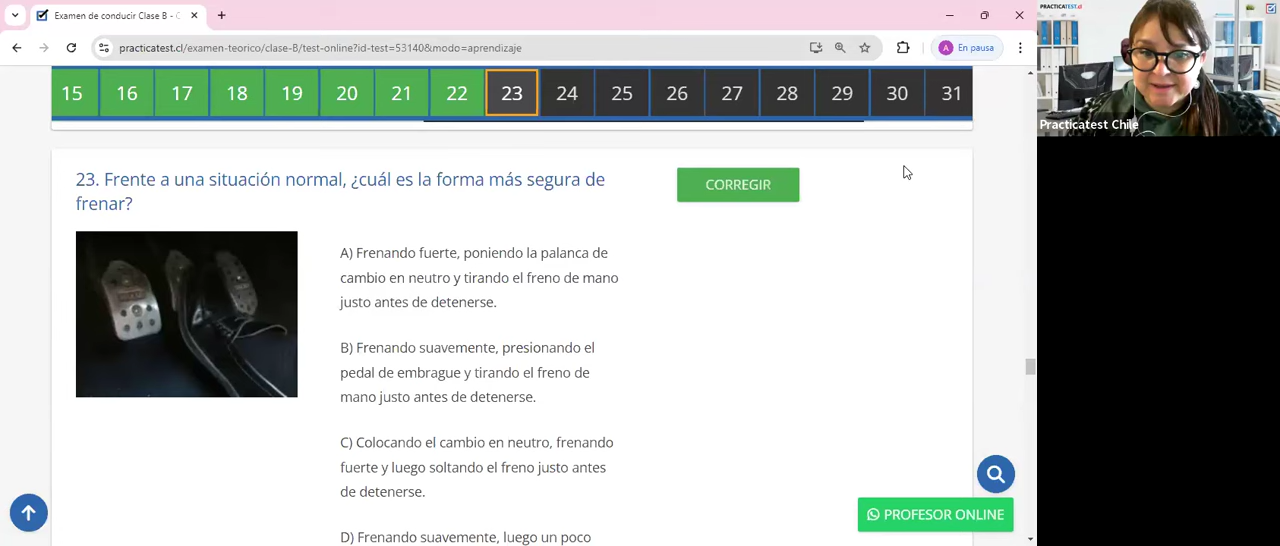 Examen de conducir Clase B - C
practicatest.cl/examen-teorico/clase-B/test-online?id-test=53140&modo=aprendizaje
A En pausa
PRACTICATEST.cl
15 16 17 18 19 20 21 22 23 24 25 26 27 28 29 30 31
Practicatest Chile
23. Frente a una situación normal, ¿cuál es la forma más segura de
frenar?
CORREGIR
A) Frenando fuerte, poniendo la palanca de
cambio en neutro y tirando el freno de mano
justo antes de detenerse.
B) Frenando suavemente, presionando el
pedal de embrague y tirando el freno de
mano justo antes de detenerse.
C) Colocando el cambio en neutro, frenando
fuerte y luego soltando el freno justo antes
de detenerse.
PROFESOR ONLINE
D) Frenando suavemente, luego un poco